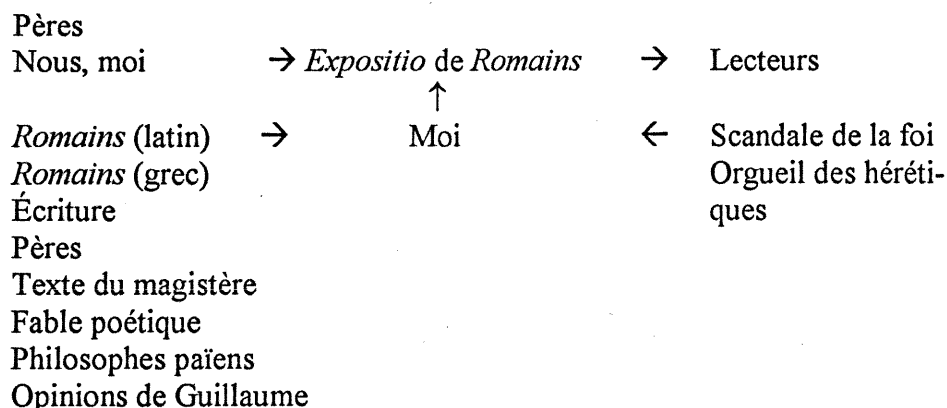 Pères
Nous, moi → Expositio de Romains → Lecteurs
↑
Romains (latin) → Moi ← Scandale de la foi
Romains (grec) Orgueil des héréti-
Écriture ques
Pères
Texte du magistère
Fable poétique
Philosophes païens
Opinions de Guillaume